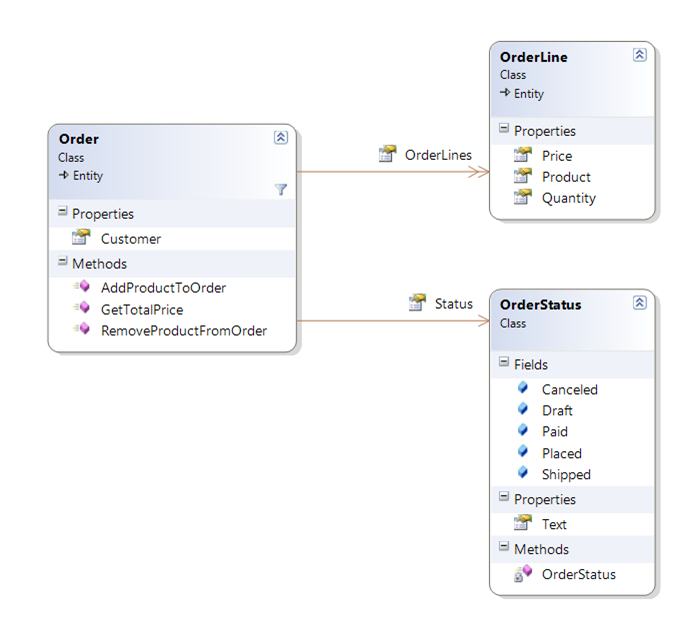 Order
Class
Entity
Properties
Customer
Methods
AddProductToOrder
GetTotalPrice
RemoveProductFromOrder
OrderLines
Status
OrderLine
Class
Entity
Properties
Price
Product
Quantity
OrderStatus
Class
Fields
Canceled
Draft
Paid
Placed
Shipped
Properties
Text
Methods
OrderStatus